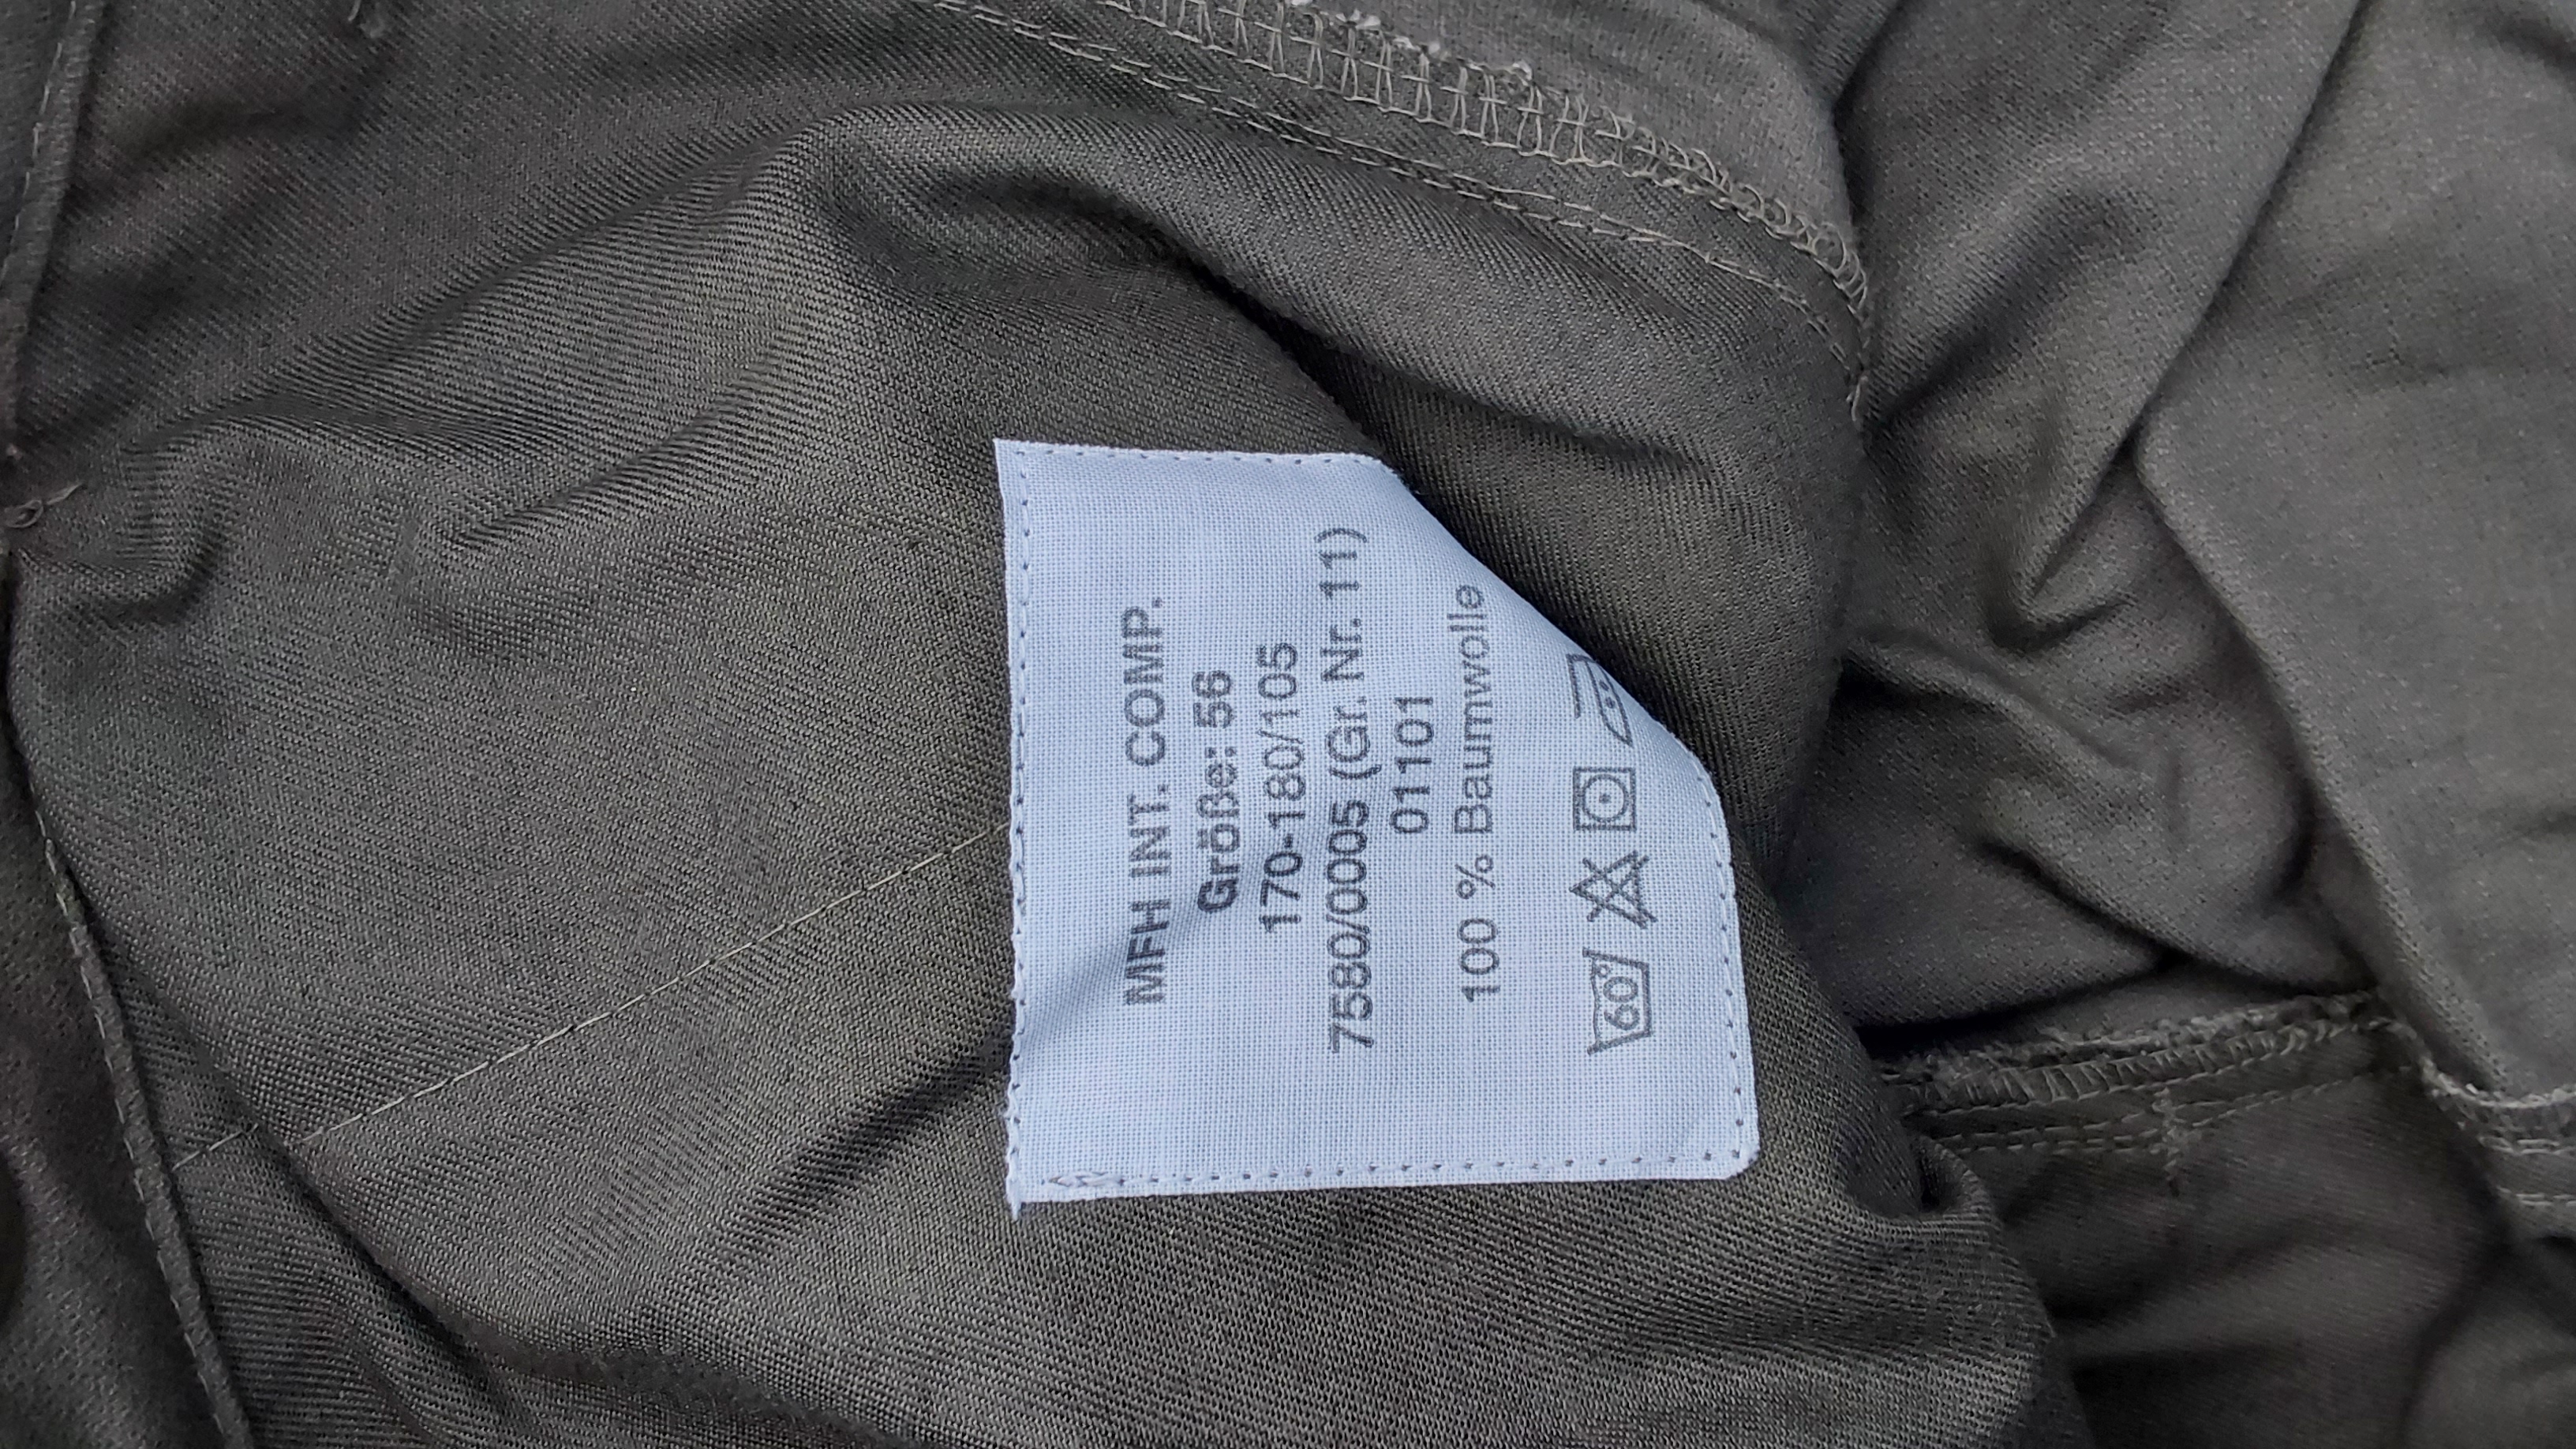 MFH INT. COMP.
Größe: 56
170-180/105
7580/0005 (Gr. Nr. 11)
01101
100 % Baumwolle
60°